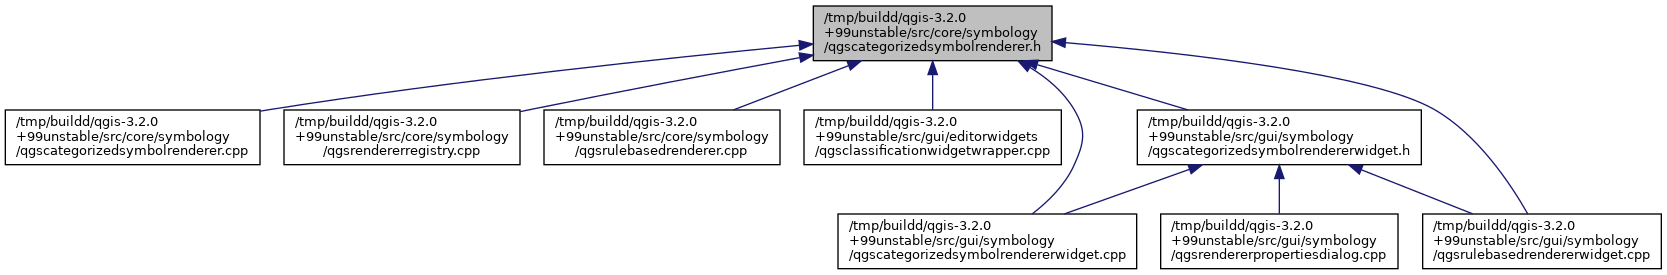 /tmp/buildd/qgis-3.2.0
+99unstable/src/core/symbology
/qgscategorizedsymbolrenderer.h
/tmp/buildd/qgis-3.2.0
+99unstable/src/core/symbology
/qgscategorizedsymbolrenderer.cpp
/tmp/buildd/qgis-3.2.0
+99unstable/src/core/symbology
/qgsrendererregistry.cpp
/tmp/buildd/qgis-3.2.0
+99unstable/src/core/symbology
/qgsrulebasedrenderer.cpp
/tmp/buildd/qgis-3.2.0
+99unstable/src/gui/editorwidgets
/qgsclassificationwidgetwrapper.cpp
/tmp/buildd/qgis-3.2.0
+99unstable/src/gui/symbology
/qgscategorizedsymbolrendererwidget.h
/tmp/buildd/qgis-3.2.0
+99unstable/src/gui/symbology
/qgscategorizedsymbolrendererwidget.cpp
/tmp/buildd/qgis-3.2.0
+99unstable/src/gui/symbology
/qgsrendererpropertiesdialog.cpp
/tmp/buildd/qgis-3.2.0
+99unstable/src/gui/symbology
/qgsrulebasedrendererwidget.cpp